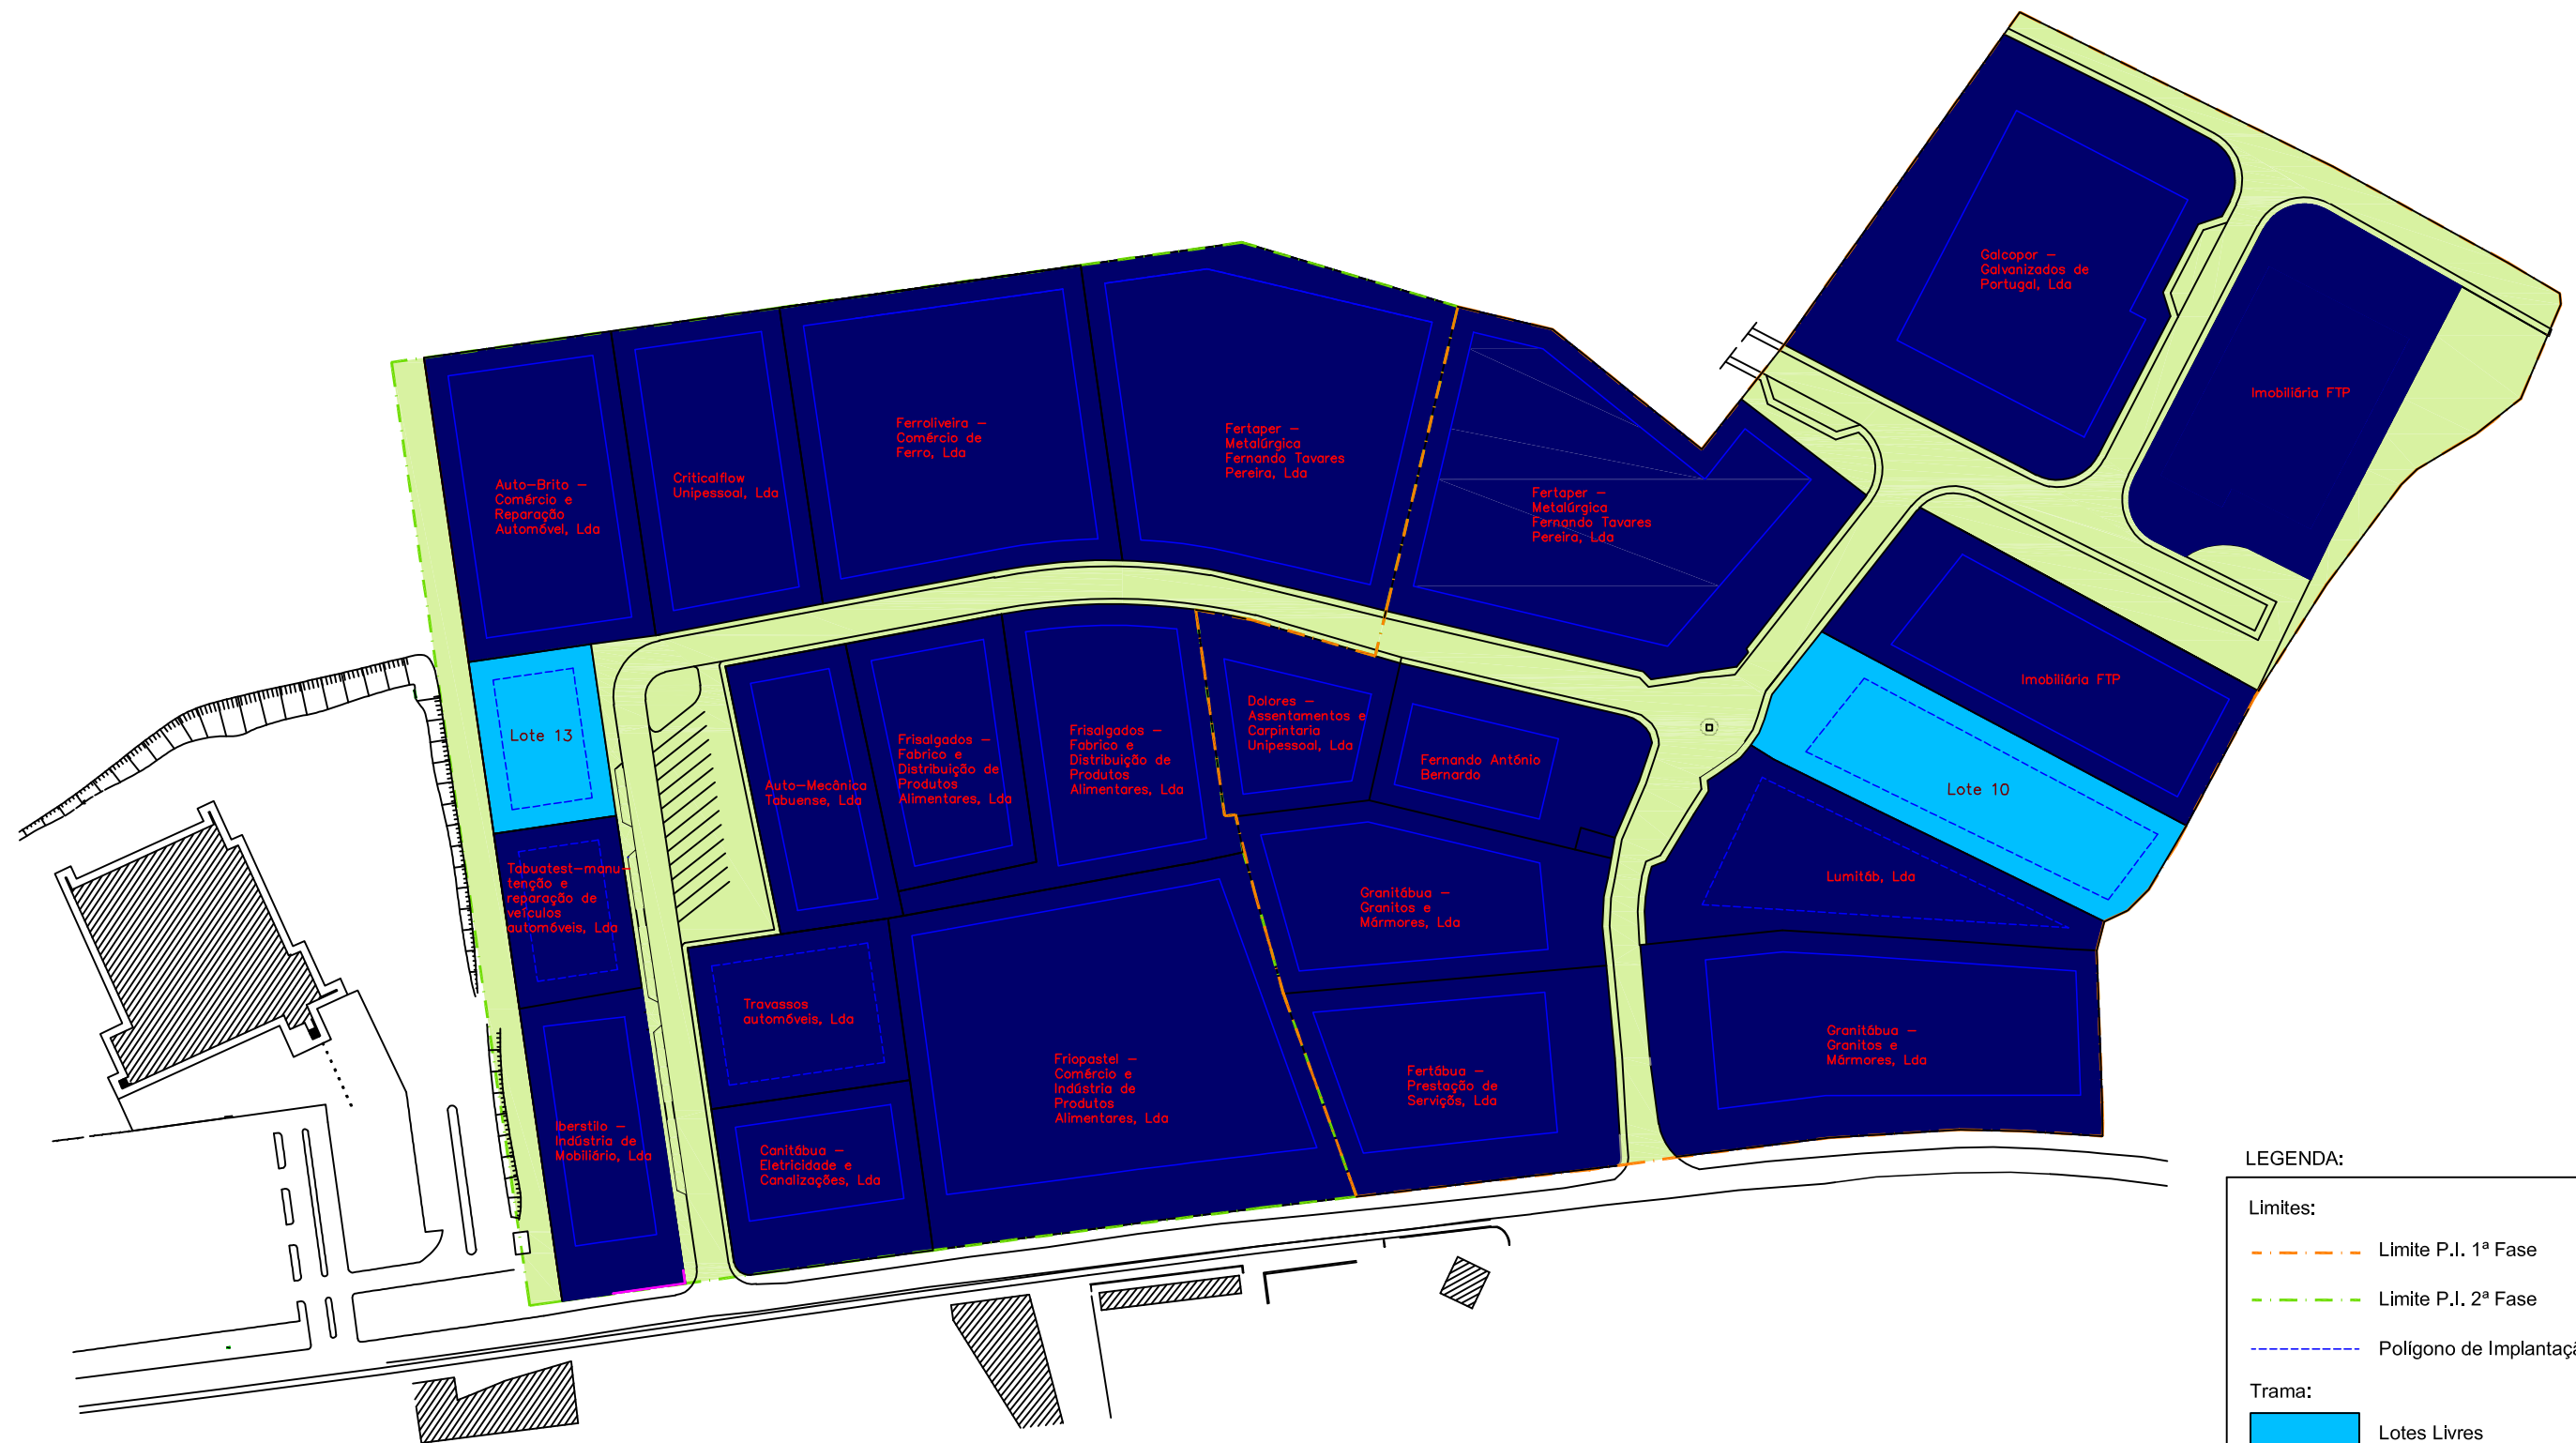 Galcopor –
Galvanizados de
Portugal, Lda
Imobiliária FTP
Ferroliveira –
Comércio de
Ferro, Lda
Fertaper –
Metalúrgica
Fernando Tavares
Pereira, Lda
Criticalflow
Unipessoal, Lda
Auto-Brito –
Comércio e
Reparação
Automóvel, Lda
Fertaper –
Metalúrgica
Fernando Tavares
Pereira, Lda
Imobiliária FTP
Lote 13
Dolores –
Assentamentos e
Carpintaria
Unipessoal, Lda
Frisalgados –
Fabrico e
Distribuição de
Produtos
Alimentares, Lda
Frisalgados –
Fabrico e
Distribuição de
Produtos
Alimentares, Lda
Fernando António
Bernardo
Auto-Mecânica
Tabuense, Lda
Lote 10
Tabuatest-manu-
tenção e
reparação de
veículos
automóveis, Lda
Lumitáb, Lda
Granitábua –
Granitos e
Mármores, Lda
Travassos
automóveis, Lda
Granitábua –
Granitos e
Mármores, Lda
Friopastel –
Comércio e
Indústria de
Produtos
Alimentares, Lda
Fertábua –
Prestação de
Serviçõs, Lda
Iberstilo –
Indústria de
Mobiliário, Lda
Canitábua –
Eletricidade e
Canalizações, Lda
LEGENDA:
Limites:
Limite P.I. 1ª Fase
Limite P.I. 2ª Fase
Polígono de Implantaç
Trama:
Lotes Livres